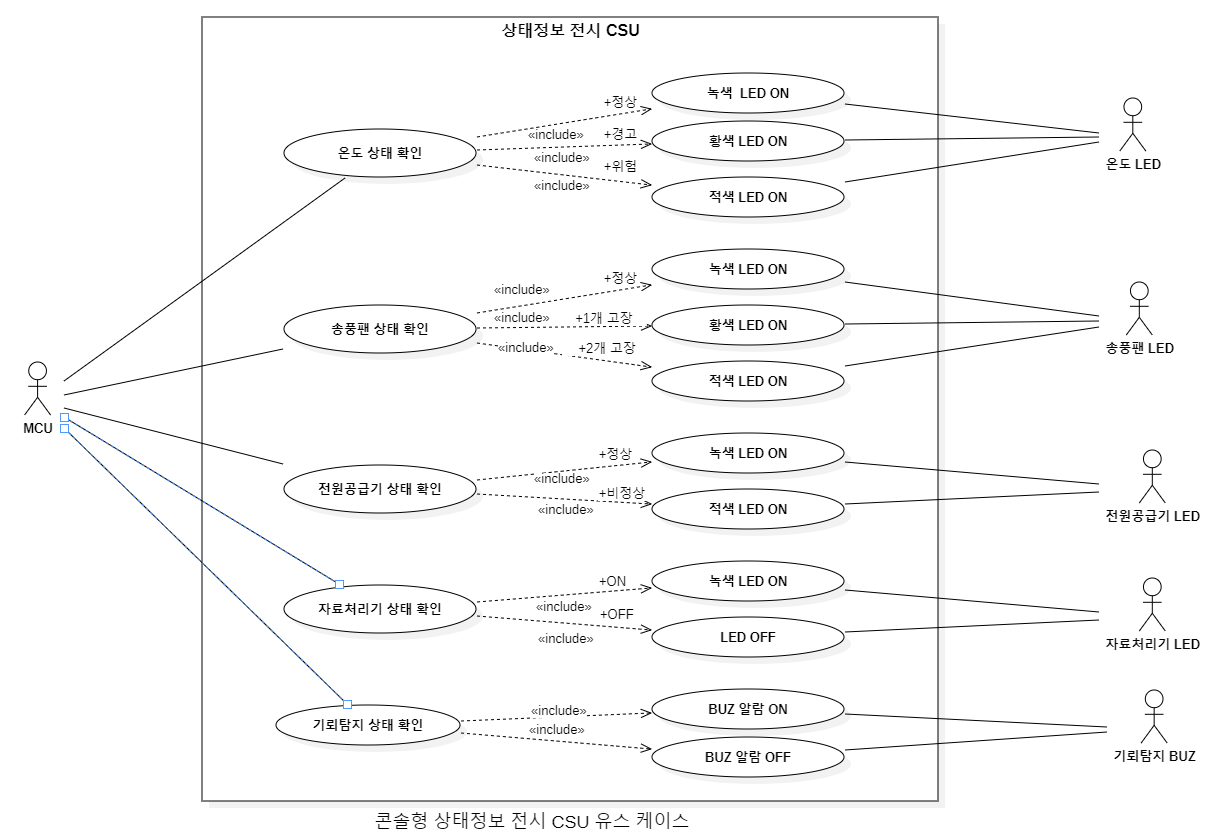 상태정보 전시 CSU
+정상
«include»
녹색  LED ON
+경고
«include»
황색 LED ON
온도 상태 확인
+위험
«include»
적색 LED ON
온도 LED
+정상
«include»
녹색 LED ON
송풍팬 상태 확인
«include»
+1개 고장
황색 LED ON
«include»
+2개 고장
적색 LED ON
송풍팬 LED
MCU
+정상
«include»
녹색 LED ON
전원공급기 상태 확인
+비정상
«include»
적색 LED ON
전원공급기 LED
+ON
«include»
녹색 LED ON
자료처리기 상태 확인
+OFF
«include»
LED OFF
자료처리기 LED
«include»
BUZ 알람 ON
기뢰탐지 상태 확인
«include»
BUZ 알람 OFF
기뢰탐지 BUZ
콘솔형 상태정보 전시 CSU 유스 케이스